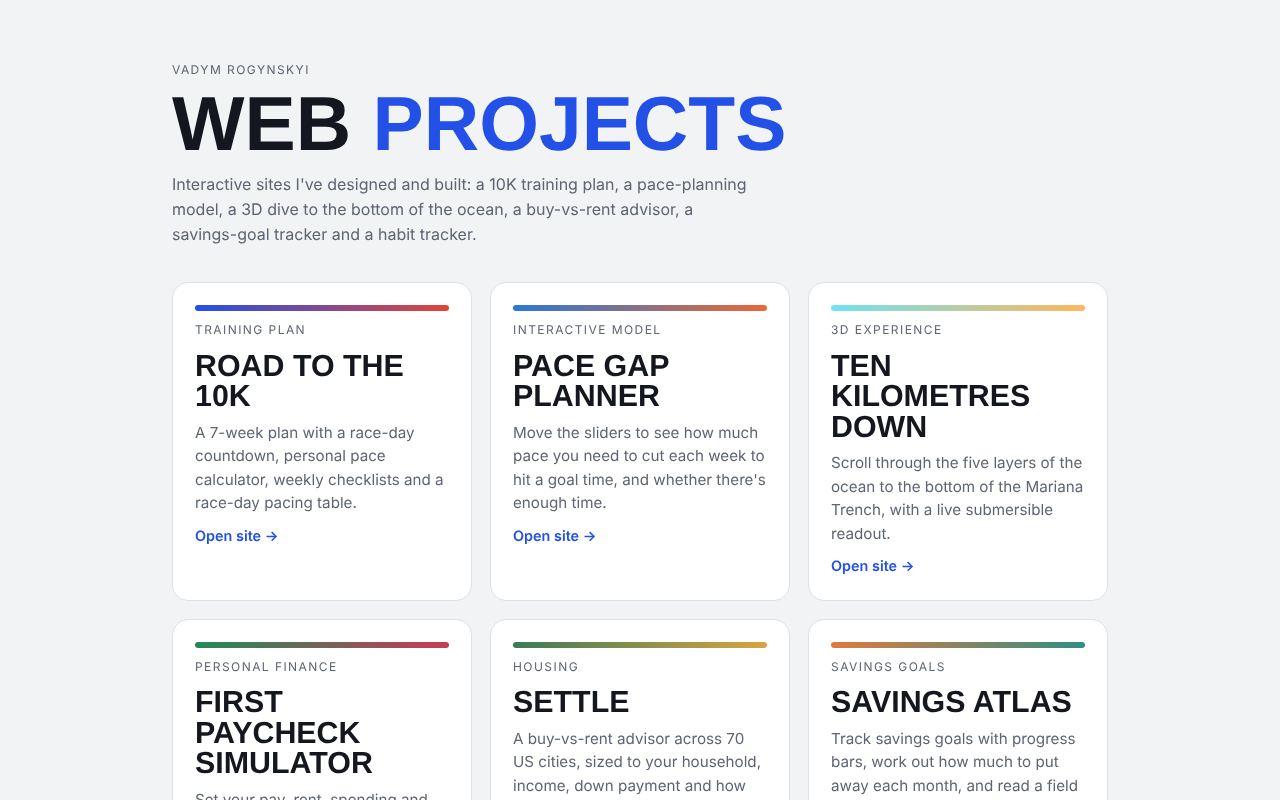 VADYM ROGYNSKYI
WEB PROJECTS
Interactive sites I've designed and built: a 10K training plan, a pace-planning
model, a 3D dive to the bottom of the ocean, a buy-vs-rent advisor, a
savings-goal tracker and a habit tracker.
TRAINING PLAN
ROAD TO THE
10K
A 7-week plan with a race-day
countdown, personal pace
calculator, weekly checklists and a
race-day pacing table.
Open site →
INTERACTIVE MODEL
PACE GAP
PLANNER
Move the sliders to see how much
pace you need to cut each week to
hit a goal time, and whether there's
enough time.
Open site →
3D EXPERIENCE
TEN
KILOMETRES
DOWN
Scroll through the five layers of the
ocean to the bottom of the Mariana
Trench, with a live submersible
readout.
Open site →
PERSONAL FINANCE
FIRST
PAYCHECK
SIMULATOR
Set your pay, rent, spending and
HOUSING
SETTLE
A buy-vs-rent advisor across 70
US cities, sized to your household,
income, down payment and how
SAVINGS GOALS
SAVINGS ATLAS
Track savings goals with progress
bars, work out how much to put
away each month, and read a field